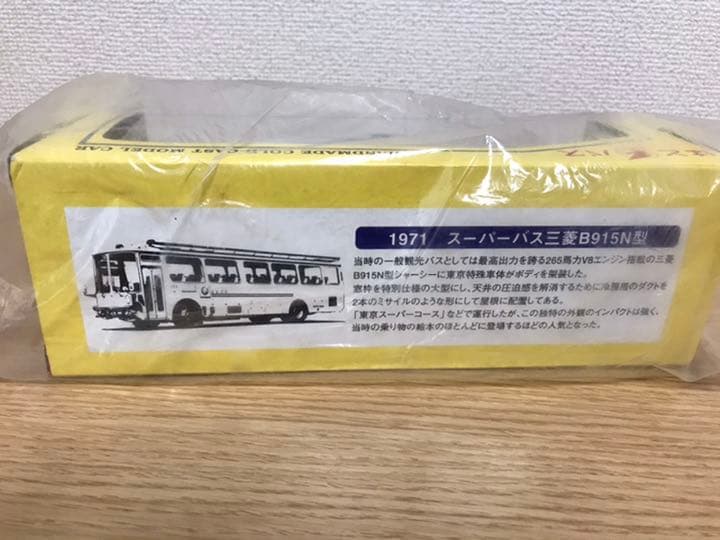 HANDMADE COLD CAST MODEL CAR
バス
1971 スーパーバス三菱B915N型
当時の一般観光バスとしては最高出力を誇る265馬力V8エンジン搭載の三菱
B915N型シャーシーに東京特殊車体がボディを架装した。
窓枠を特別仕様の大型にし、天井の圧迫感を解消するために冷房用のダクトを
2本のミサイルのような形にして屋根に配置してある。
「東京スーパーコース」などで運行したが、この独特の外観のインパクトは強く、
当時の乗り物の絵本のほとんどに登場するほどの人気となった。